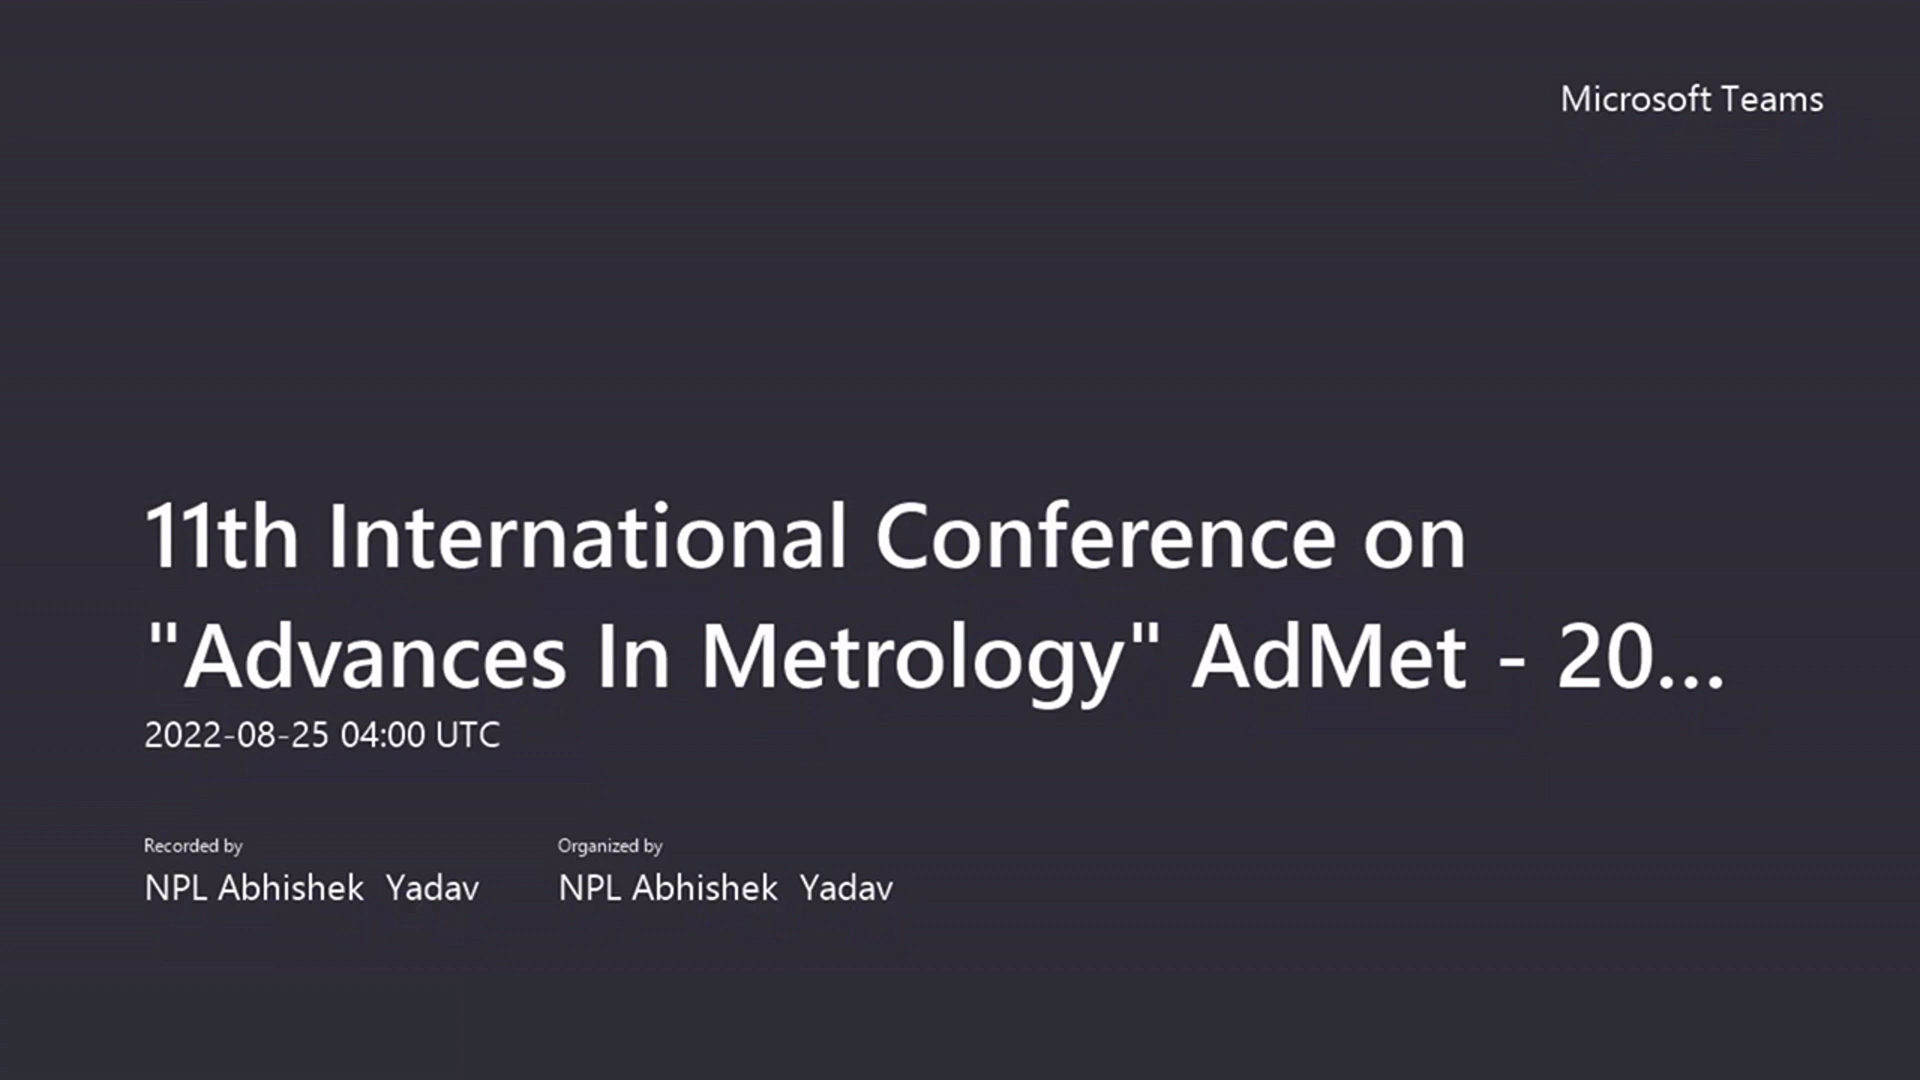 Microsoft Teams
11th International Conference on
"Advances In Metrology" AdMet - 20...
2022-08-25 04:00 UTC
Recorded by
Organized by
NPL Abhishek  Yadav
NPL Abhishek  Yadav